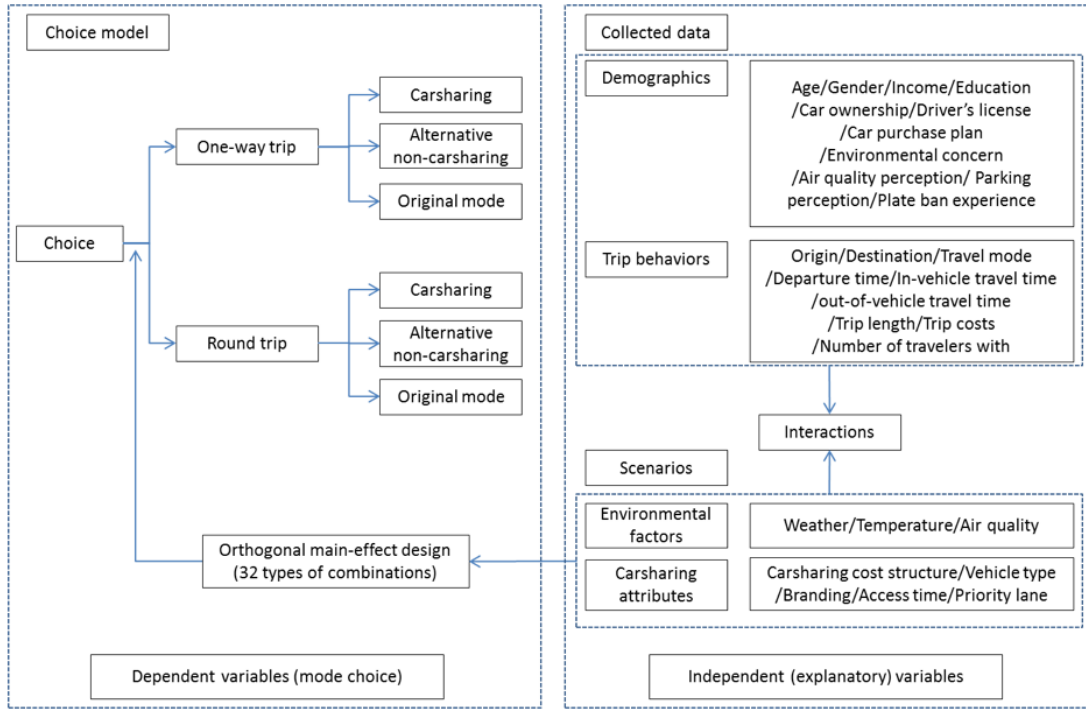 Choice model
Carsharing
One-way trip
Alternative
non-carsharing
Original mode
Choice
Carsharing
Round trip
Alternative
non-carsharing
Original mode
Orthogonal main-effect design
(32 types of combinations)
Dependent variables (mode choice)
Collected data
Demographics
Age/Gender/Income/Education
/Car ownership/Driver's license
/Car purchase plan
/Environmental concern
/Air quality perception/ Parking
perception/Plate ban experience
Trip behaviors
Origin/Destination/Travel mode
/Departure time/In-vehicle travel time
/out-of-vehicle travel time
/Trip length/Trip costs
/Number of travelers with
Interactions
Scenarios
Environmental
factors
Weather/Temperature/Air quality
Carsharing
attributes
Carsharing cost structure/Vehicle type
/Branding/Access time/Priority lane
Independent (explanatory) variables